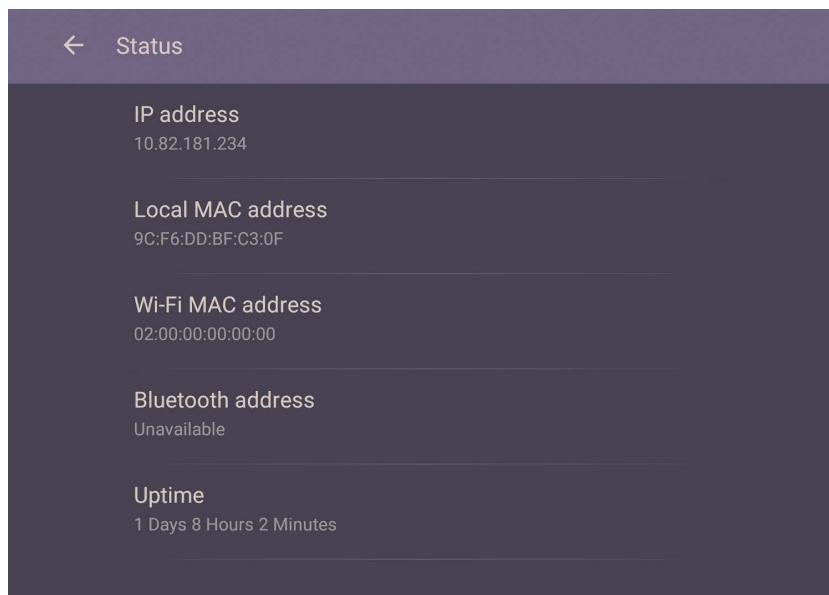 Status
IP address
10.82.181.234
Local MAC address
9C:F6:DD:BF:C3:0F
Wi-Fi MAC address
02:00:00:00:00:00
Bluetooth address
Unavailable
Uptime
1 Days 8 Hours 2 Minutes